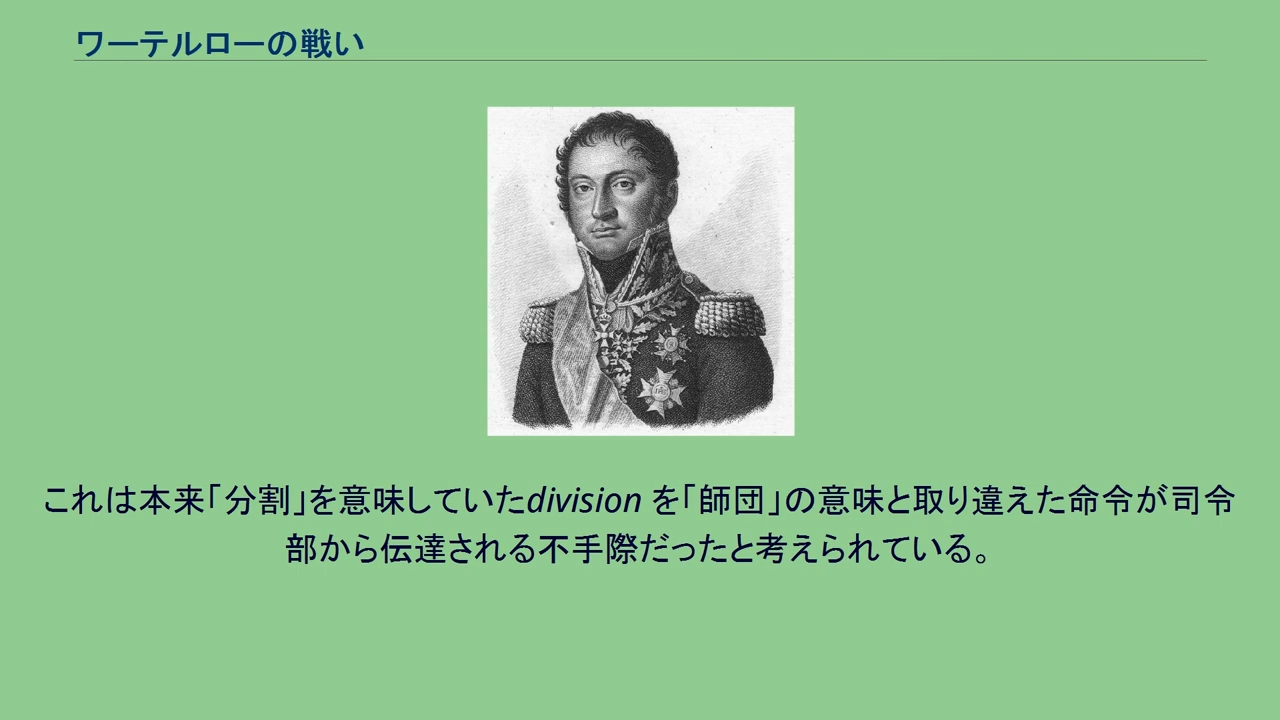 ワーテルローの戦い
これは本来「分割」を意味していたdivision を「師団」の意味と取り違えた命令が司令
部から伝達される不手際だったと考えられている。